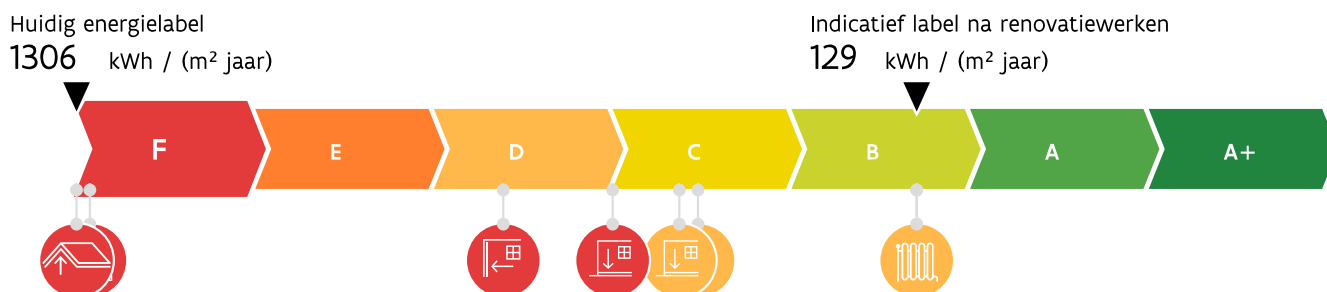 Huidig energielabel
1306 kWh / (m² jaar)
Indicatief label na renovatiewerken
129 kWh / (m² jaar)
F E D C B A A+